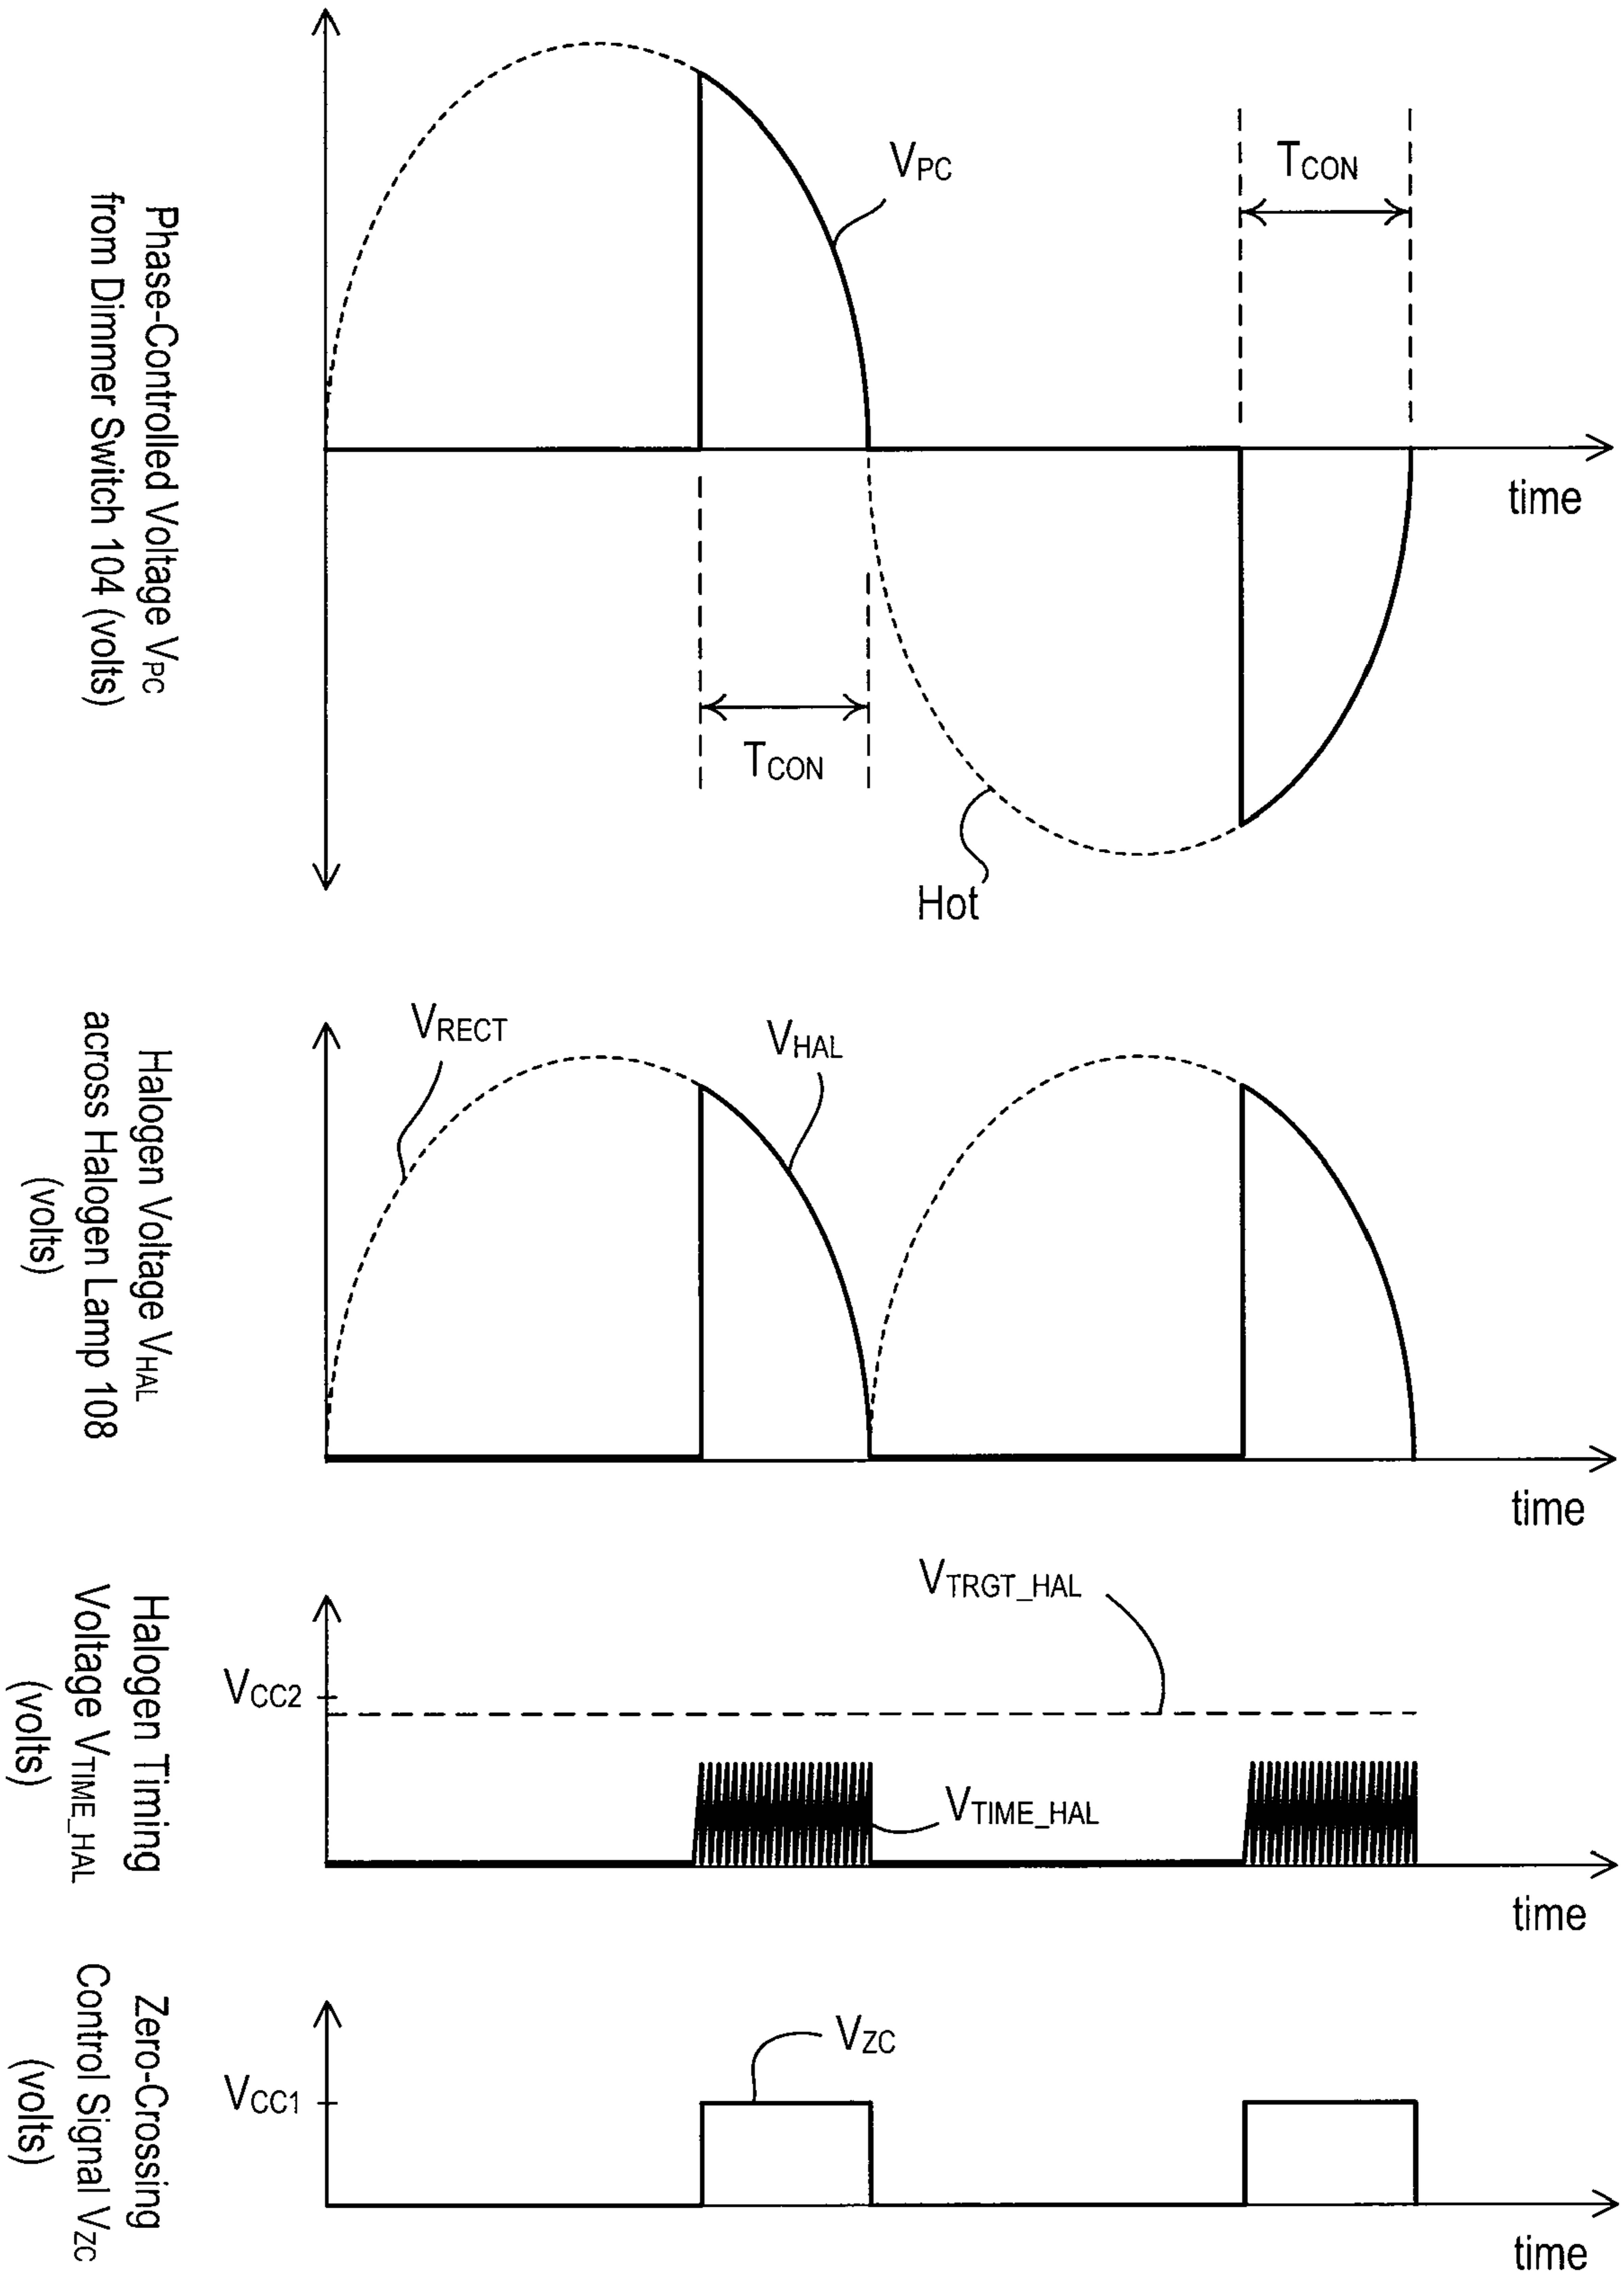 Phase-Controlled Voltage VPC
from Dimmer Switch 104 (volts)
VPC
TCON
time
TCON
Hot
Halogen Voltage VHAL
across Halogen Lamp 108
(volts)
VRECT
VHAL
time
Halogen Timing
Voltage VTIME_HAL
(volts)
VTRGT_HAL
VCC2
VTIME_HAL
time
Zero-Crossing
Control Signal VZC
(volts)
VZC
VCC1
time